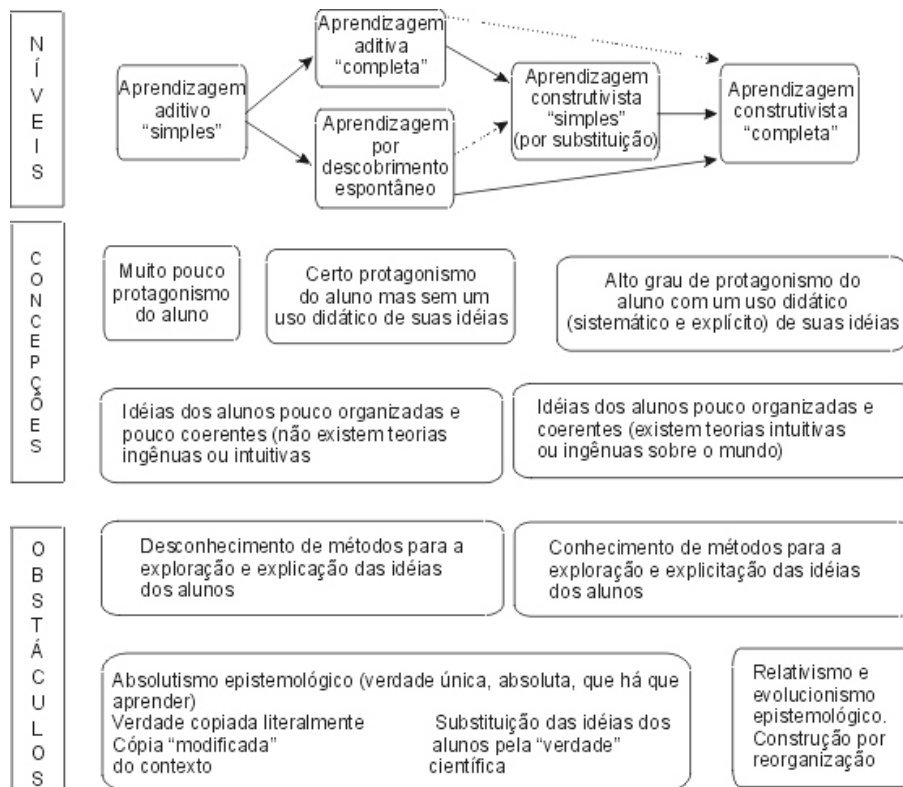 NÍVEIS
Aprendizagem
aditivo
“simples”
Aprendizagem
aditiva
“completa”
Aprendizagem
por
descobrimento
espontâneo
Aprendizagem
construtivista
“simples”
(por substituição)
Aprendizagem
construtivista
“completa”
CONCEPÇÕES
Muito pouco
protagonismo
do aluno
Certo protagonismo
do aluno mas sem um
uso didático de suas idéias
Alto grau de protagonismo do
aluno com um uso didático
(sistemático e explícito) de suas idéias
Idéias dos alunos pouco organizadas e
pouco coerentes (não existem teorias
ingênuas ou intuitivas
Idéias dos alunos pouco organizadas e
coerentes (existem teorias intuitivas
ou ingênuas sobre o mundo)
OBSTÁCULOS
Desconhecimento de métodos para a
exploração e explicação das idéias
dos alunos
Conhecimento de métodos para a
exploração e explicitação das idéias
dos alunos
Absolutismo epistemológico (verdade única, absoluta, que há que
aprender)
Verdade copiada literalmente
Cópia “modificada”
do contexto
Substituição das idéias dos
alunos pela “verdade”
científica
Relativismo e
evolucionismo
epistemológico.
Construção por
reorganização